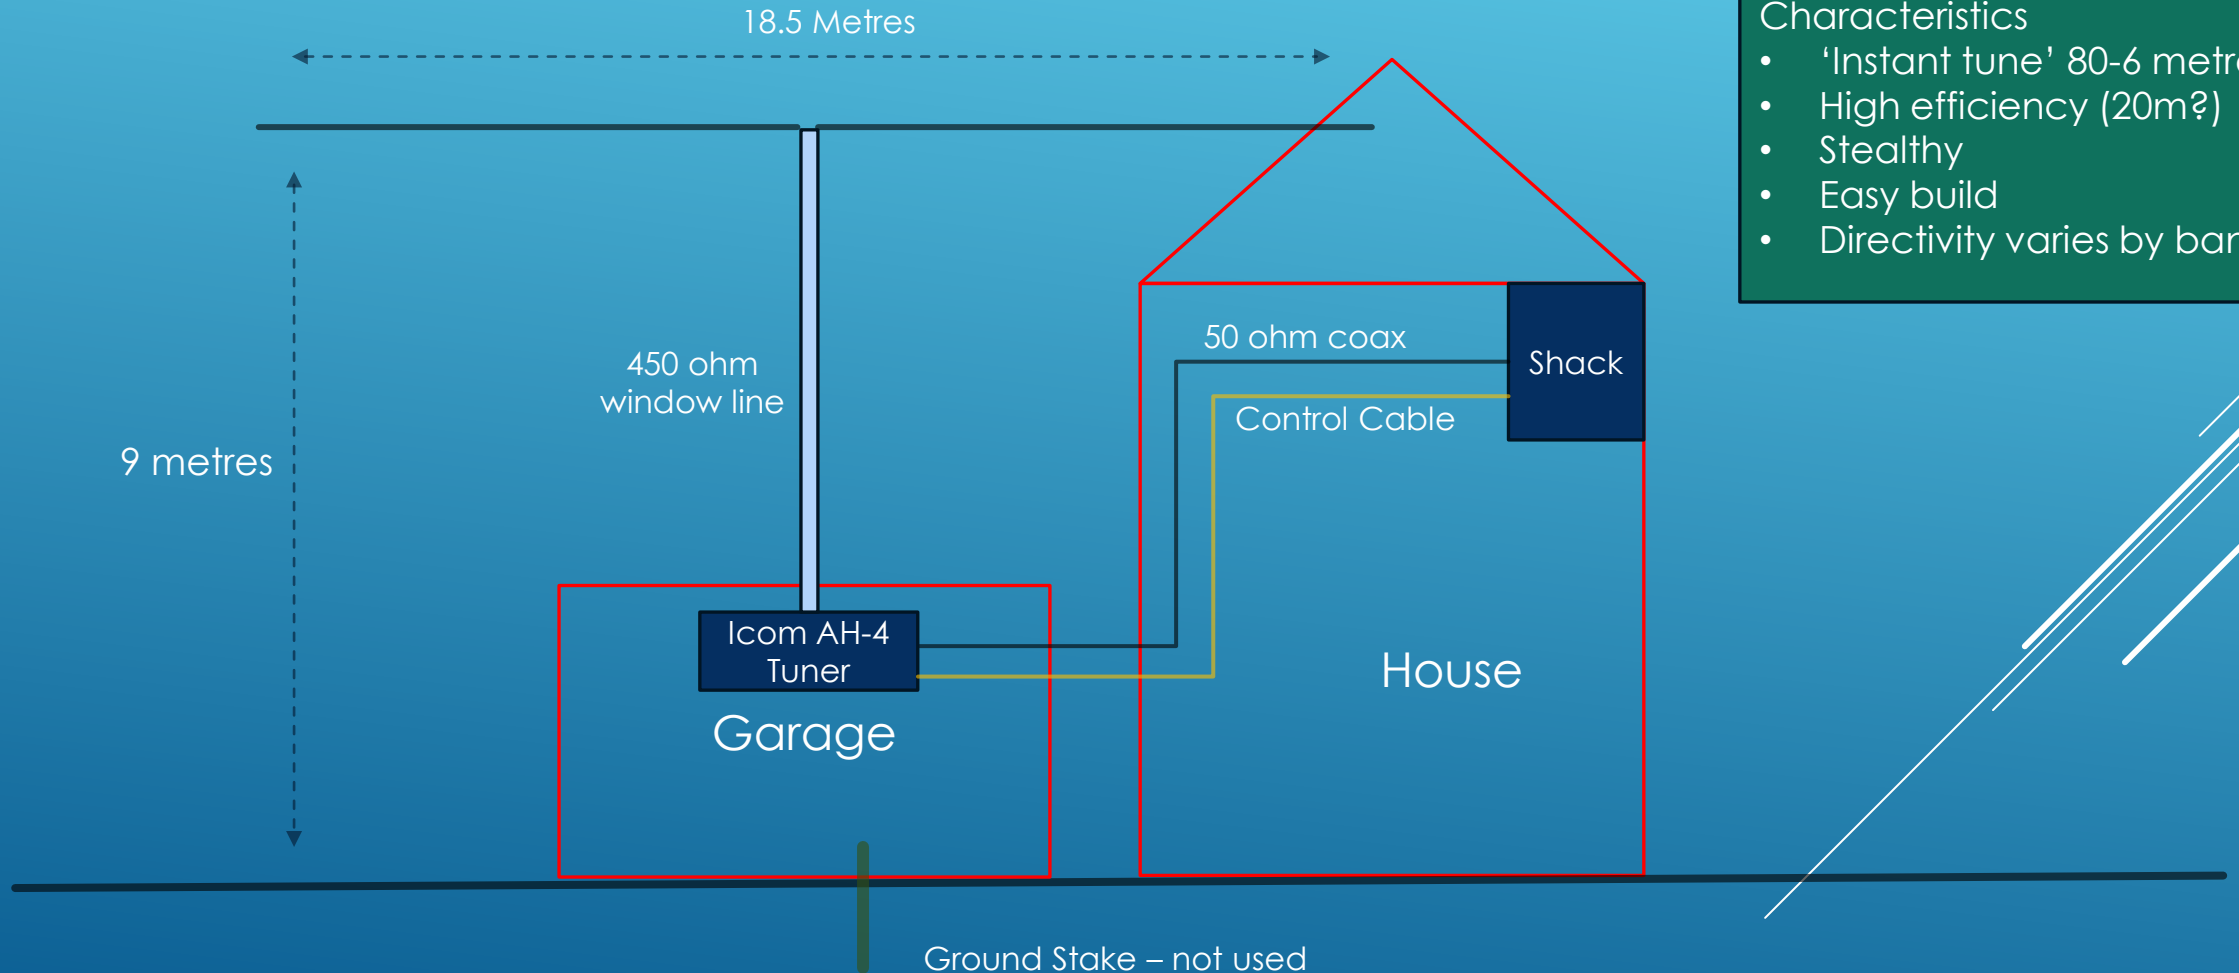 18.5 Metres
Characteristics
• 'Instant tune' 80-6
• High efficiency (20m?)
• Stealthy
• Easy build
• Directivity varies by
50 ohm coax
Shack
450 ohm
window line
Control Cable
9 metres
Icom AH-4
Tuner
House
Garage
Ground Stake – not used